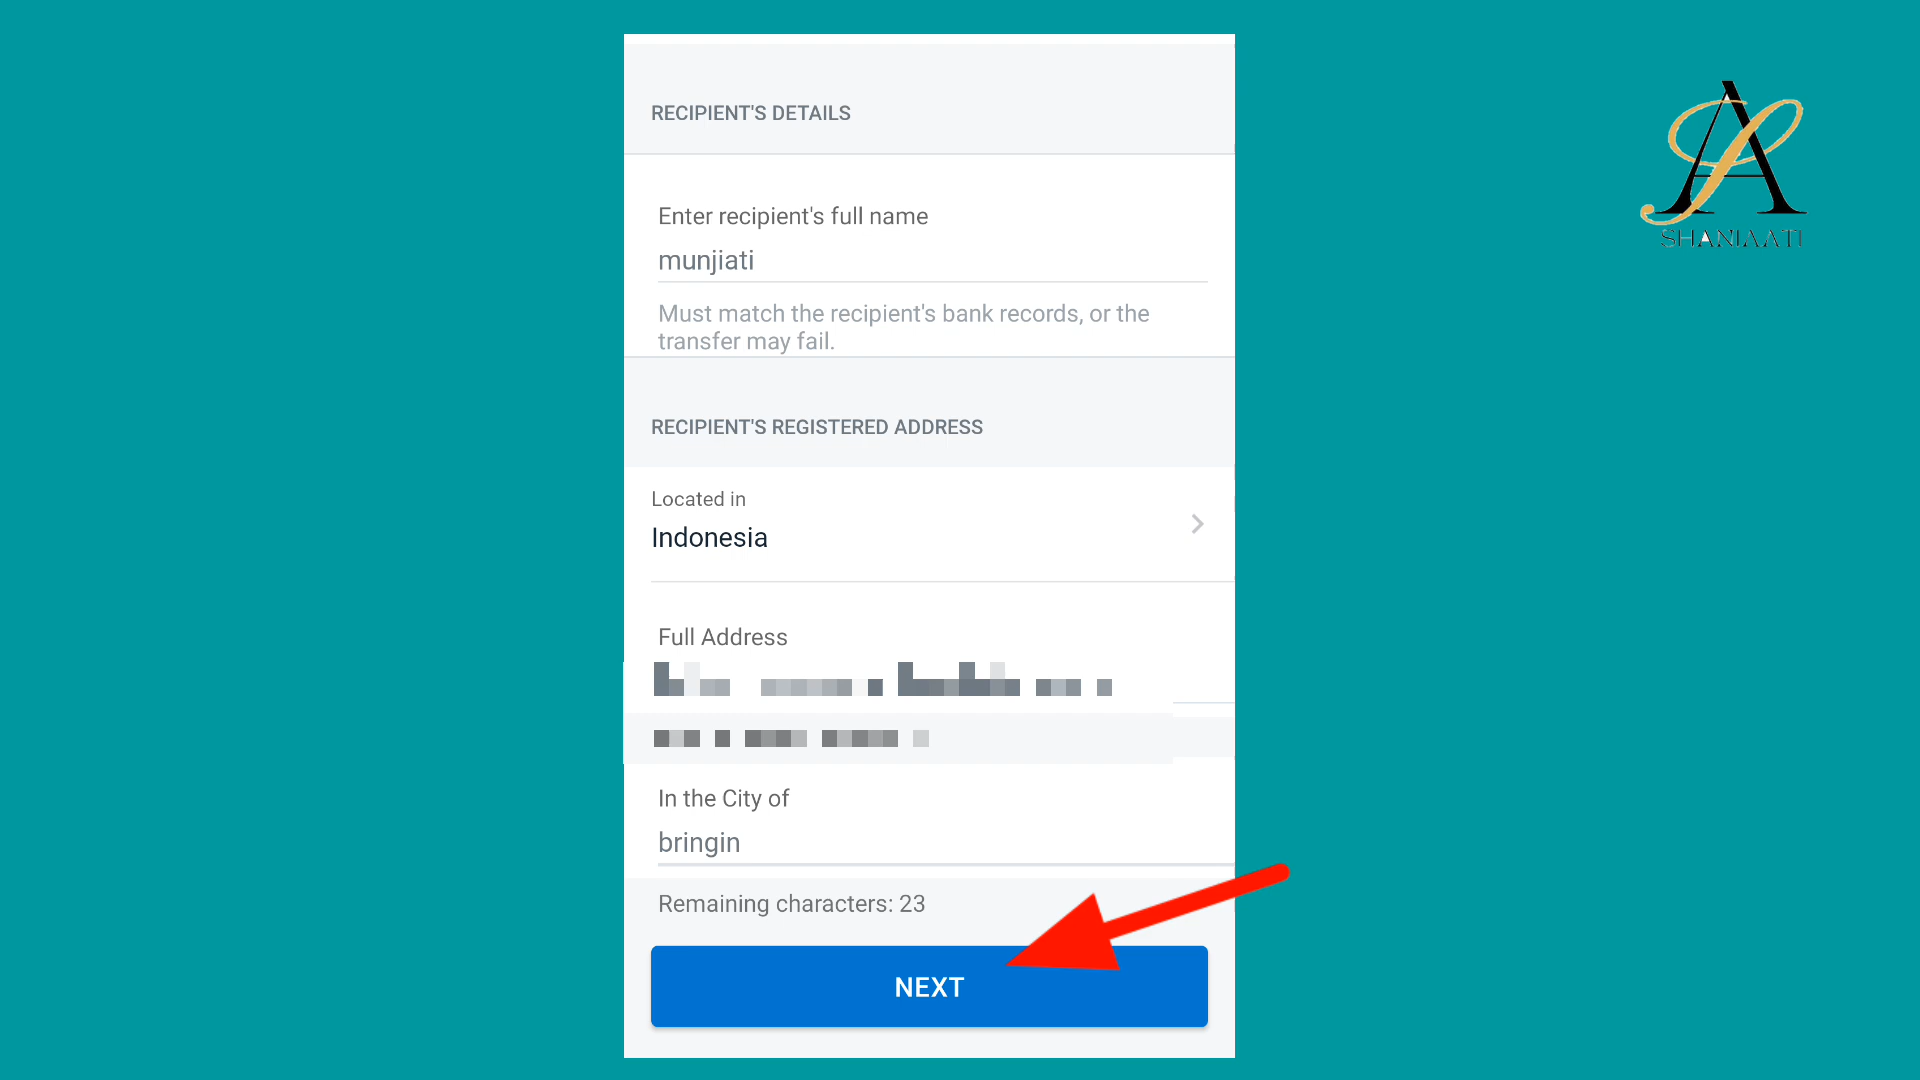 RECIPIENT'S DETAILS
Enter recipient's full name
munjiati
Must match the recipient's bank records, or the
transfer may fail.
RECIPIENT'S REGISTERED ADDRESS
Located in
Indonesia
Full Address
In the City of
bringin
Remaining characters: 23
NEXT
SHANIAATI